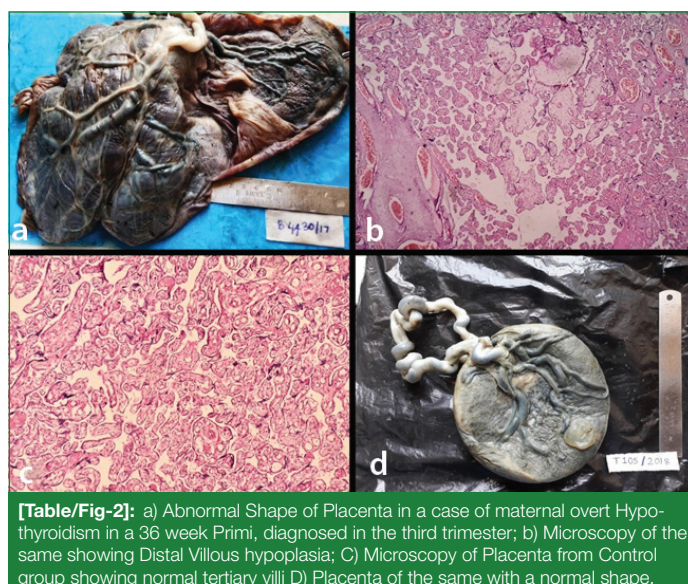 a
b
c
d
T105/2018
[Table/Fig-2]: a) Abnormal Shape of Placenta in a case of maternal overt Hypo-
thyroidism in a 36 week Primi, diagnosed in the third trimester; b) Microscopy of the
same showing Distal Villous hypoplasia; C) Microscopy of Placenta from Control
group showing normal tertiary villi D) Placenta of the same with a normal shape.